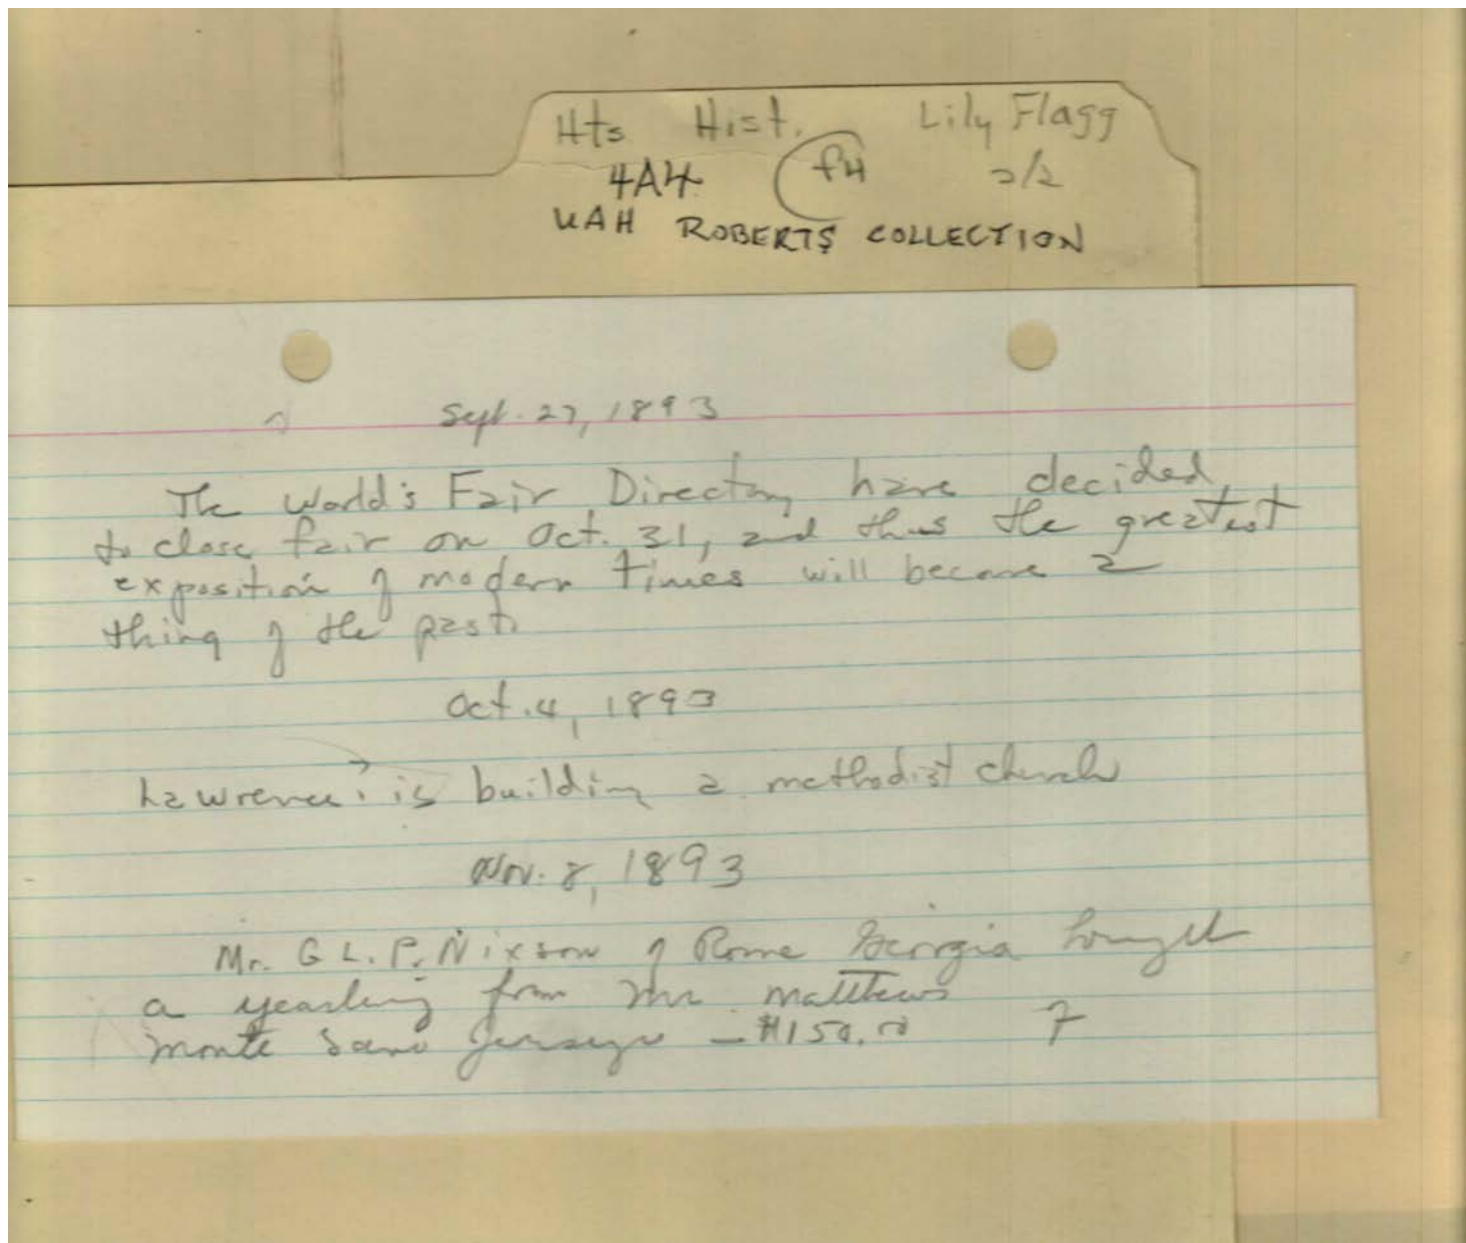 Hts Hist. Lily Flagg
4A4 f4 2/2
UAH ROBERTS COLLECTION
Sept. 27, 1893
The World's Fair Directory have decided
to close fair on Oct. 31, and thus the greatest
exposition of modern times will become a
thing of the past.
Oct. 4, 1893
Lawrence is building a methodist church
Nov. 8, 1893
Mr. G L. P. Nixson of Rome Georgia bought
a yearling from Mr Matthews
Monte Sano Jerseys — $150.00 7